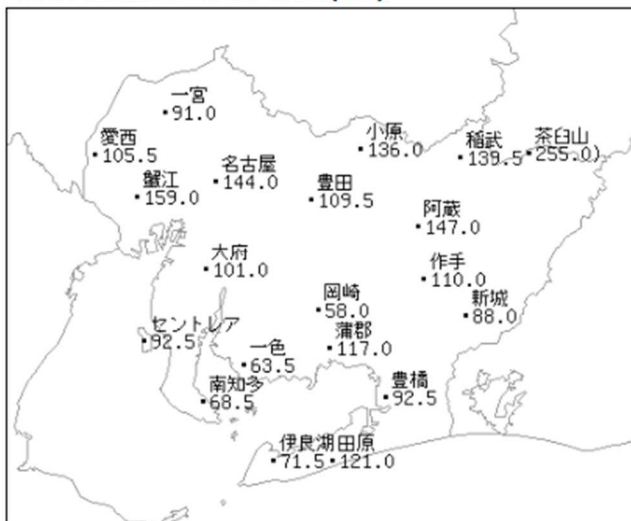 一宮
91.0
愛西
105.5
蟹江
159.0
名古屋
144.0
小原
136.0
豊田
109.5
稲武
139.5
茶臼山
255.0)
阿蔵
147.0
大府
101.0
作手
110.0
新城
88.0
岡崎
58.0
蒲郡
117.0
セントレア
92.5
一色
63.5
南知多
68.5
豊橋
92.5
伊良湖
71.5
田原
121.0